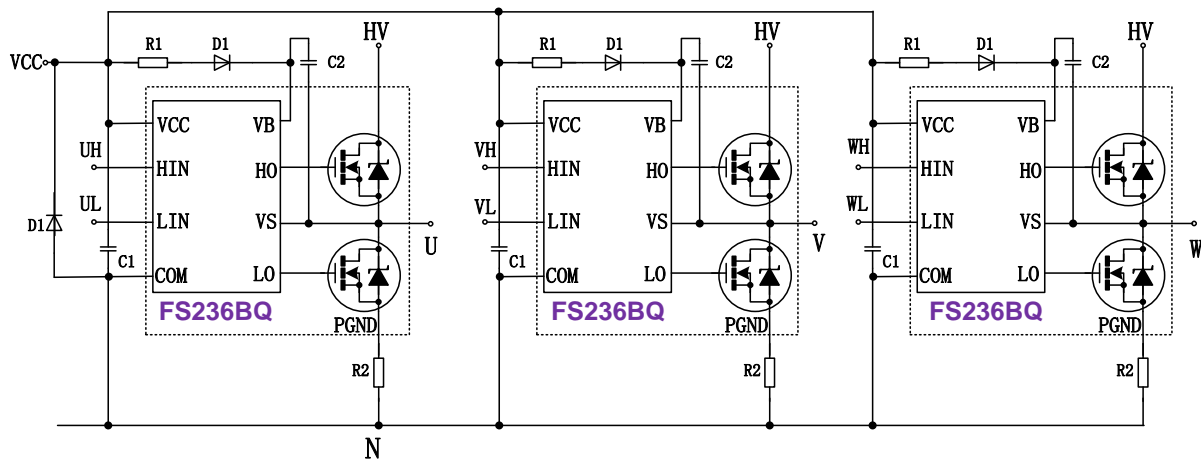 HV
HV
HV
R1
D1
C2
R1
D1
C2
R1
D1
C2
VCC
VCC
VB
VCC
VB
VCC
VB
UH
HIN
HO
VH
HIN
HO
WH
HIN
HO
UL
LIN
VS
VL
LIN
VS
WL
LIN
VS
D1
U
V
W
C1
COM
LO
C1
COM
LO
C1
COM
LO
FS236BQ
PGND
FS236BQ
PGND
FS236BQ
PGND
R2
R2
R2
N